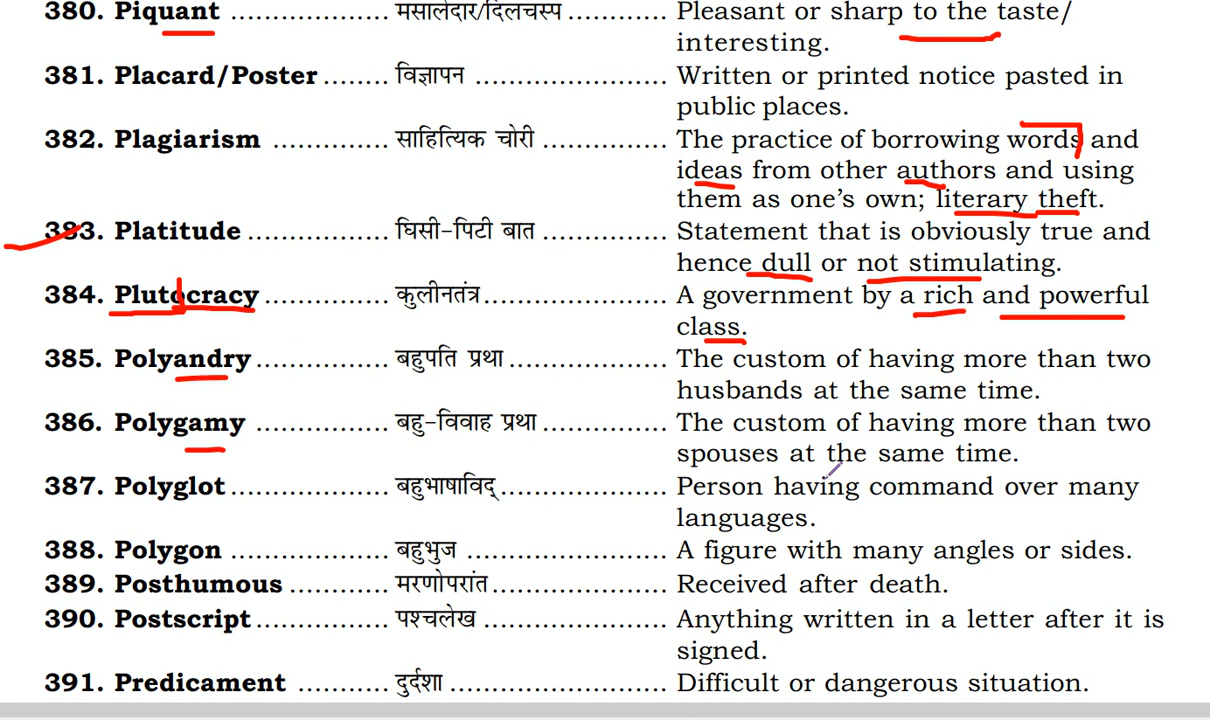 380. Piquant .................. मसालेदार/दिलचस्प ............ Pleasant or sharp to the taste/
interesting.
381. Placard/Poster ........ विज्ञापन ....................... Written or printed notice pasted in
public places.
382. Plagiarism .............. साहित्यिक चोरी ................ The practice of borrowing words and
ideas from other authors and using
them as one's own; literary theft.
383. Platitude ................. घिसी-पिटी बात ................ Statement that is obviously true and
hence dull or not stimulating.
384. Plutocracy ............... कुलीनतंत्र ...................... A government by a rich and powerful
class.
385. Polyandry ................ बहुपति प्रथा ................... The custom of having more than two
husbands at the same time.
386. Polygamy ................ बहु-विवाह प्रथा ............... The custom of having more than two
spouses at the same time.
387. Polyglot ................... बहुभाषाविद् .................... Person having command over many
languages.
388. Polygon ................... बहुभुज ........................ A figure with many angles or sides.
389. Posthumous ............ मरणोपरांत ..................... Received after death.
390. Postscript ................ पश्चलेख ...................... Anything written in a letter after it is
signed.
391. Predicament ........... दुर्दशा .......................... Difficult or dangerous situation.